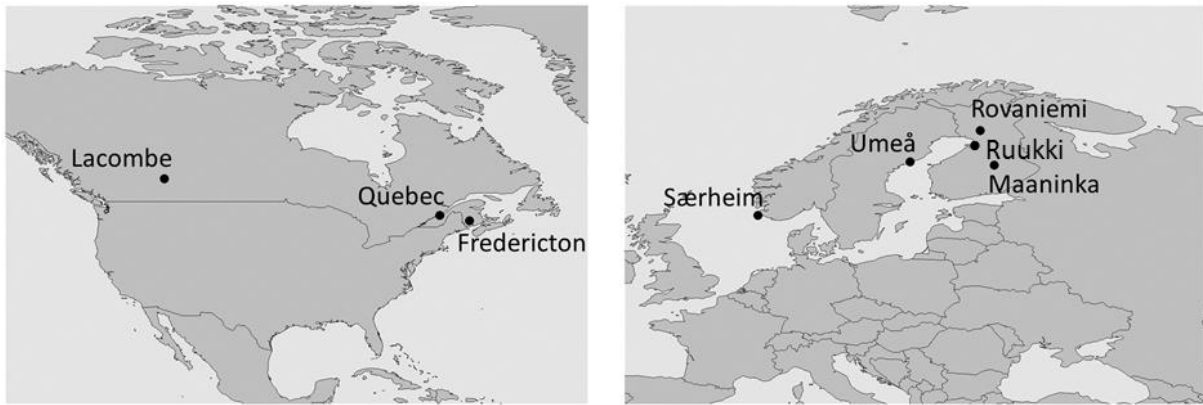 Lacombe
Quebec
Fredericton
Rovaniemi
Umeå
Ruukki
Maaninka
Særheim